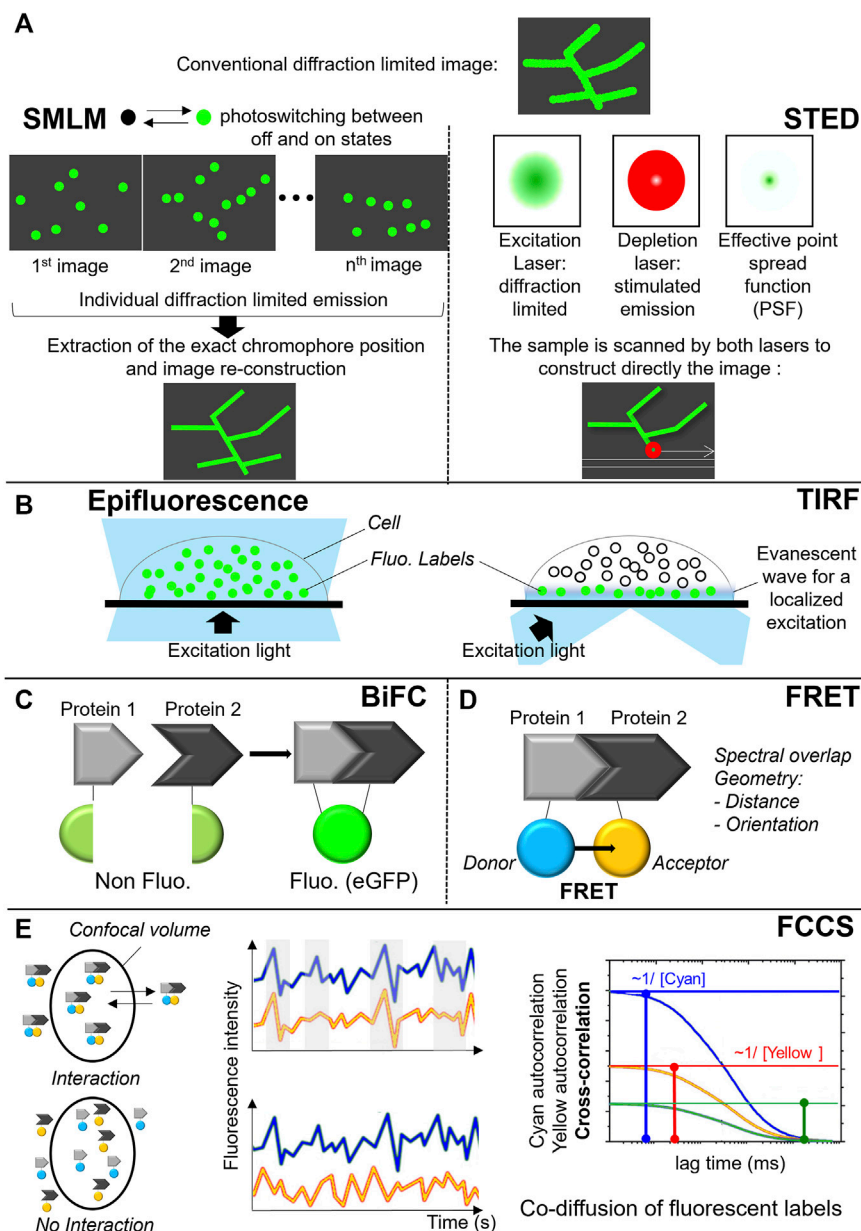 A
Conventional diffraction limited image:
SMLM
photoswitching between
off and on states
STED
1st image
2nd image
nth image
Individual diffraction limited emission
Extraction of the exact chromophore position
and image re-construction
Excitation
Laser:
diffraction
limited
Depletion
laser:
stimulated
emission
Effective point
spread
function
(PSF)
The sample is scanned by both lasers to
construct directly the image :
B
Epifluorescence
TIRF
Cell
Fluo. Labels
Excitation light
Excitation light
Evanescent
wave for a
localized
excitation
C
BiFC
Protein 1
Protein 2
Non Fluo.
Fluo. (eGFP)
D
FRET
Protein 1
Protein 2
Spectral overlap
Geometry:
- Distance
- Orientation
Donor
Acceptor
FRET
E
FCCS
Confocal volume
Interaction
No Interaction
Fluorescence intensity
(s)
Time (s)
Cyan autocorrelation
Yellow autocorrelation
Cross-correlation
~1/ [Cyan]
~1/ [Yellow ]
lag time (ms)
Co-diffusion of fluorescent labels